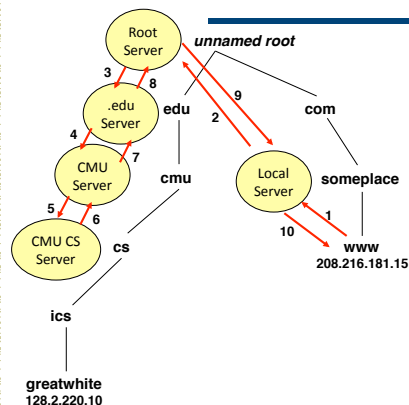 Root
Server
unnamed root
3
8
9
.edu
Server
edu
2
com
4
7
CMU
Server
cmu
Local
Server
someplace
5
6
1
10
CMU CS
Server
cs
www
208.216.181.15
ics
greatwhite
128.2.220.10